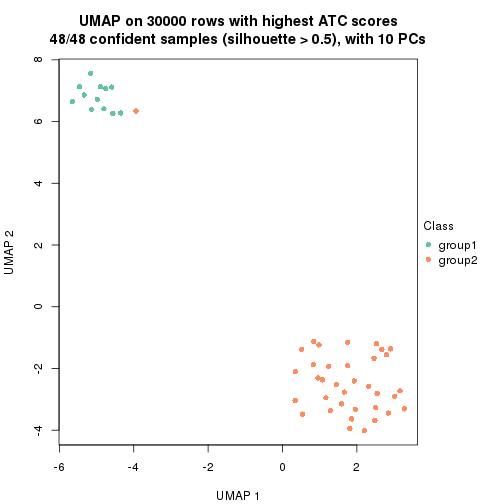 UMAP on 30000 rows with highest ATC scores
48/48 confident samples (silhouette > 0.5), with 10 PCs
8
6
4
2
0
-2
-4
UMAP 2
Class
group1
group2
-6 -4 -2 0 2
UMAP 1